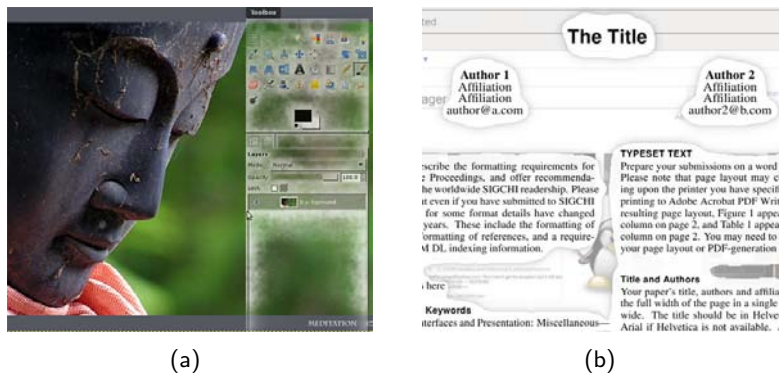 Toolbox
Layers
Mode: Normal
Opacity 100.0
Lock:
Background
MEDITATION
(a)
ted
The Title
Author 1
Affiliation
Affiliation
author@a.com
Author 2
Affiliation
Affiliation
author2@b.com
ager
scribe the formatting requirements for
Proceedings, and offer recommenda-
he worldwide SIGCHI readership. Please
t even if you have submitted to SIGCHI
for some format details have changed
years. These include the formatting of
ormatting of references, and a require-
M DL indexing information.
s here
Keywords
terfaces and Presentation: Miscellaneous—
TYPESET TEXT
Prepare your submissions on a word
Please note that page layout may c
ing upon the printer you have specif
printing to Adobe Acrobat PDF Writ
resulting page layout, Figure 1 appea
column on page 2, and Table 1 appea
column on page 2. You may need to
your page layout or PDF-generation
Title and Authors
Your paper's title, authors and affilia
the full width of the page in a single
wide. The title should be in Helve
Arial if Helvetica is not available.
(b)